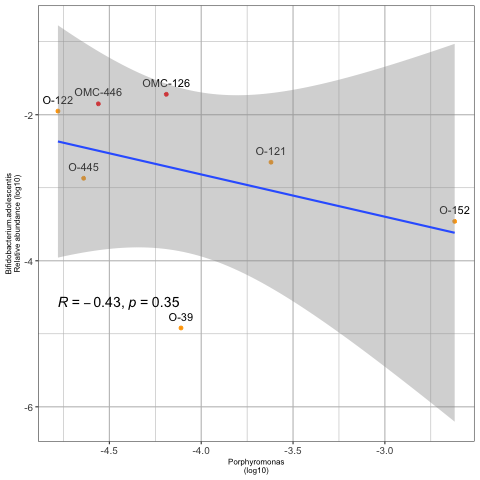 OMC-126
OMC-446
O-122
-2
O-121
O-445
O-152
Bifidobacterium.adolescentis
Relative abundance (log10)
-4
R = −0.43, p = 0.35
O-39
-6
-4.5
-4.0
-3.5
-3.0
Porphyromonas
(log10)